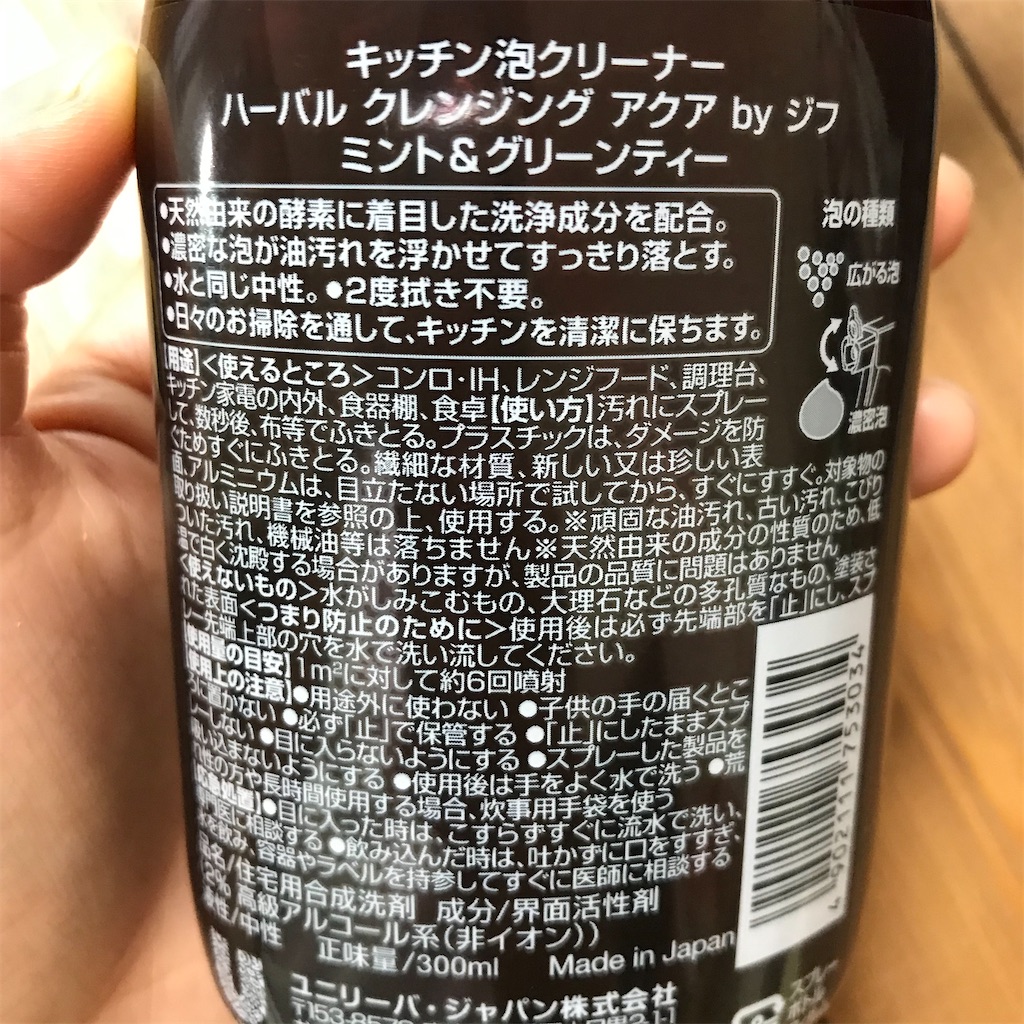 キッチン泡クリーナー
ハーバル クレンジング アクア by ジフ
ミント&グリーンティー
•天然由来の酵素に着目した洗浄成分を配合。
•濃密な泡が油汚れを浮かせてすっきり落とす。
•水と同じ中性。•2度拭き不要。
•日々のお掃除を通して、キッチンを清潔に保ちます。
泡の種類
広がる泡
濃密泡
【用途】<使えるところ>コンロ・IH、レンジフード、調理台、
キッチン家電の内外、食器棚、食卓【使い方】汚れにスプレー
して、数秒後、布等でふきとる。プラスチックは、ダメージを防
ぐためすぐにふきとる。繊細な材質、新しい又は珍しい表
面、アルミニウムは、目立たない場所で試してから、すぐにすすぐ。対象物の
取り扱い説明書を参照の上、使用する。※頑固な油汚れ、古い汚れ、こびり
ついた汚れ、機械油等は落ちません※天然由来の成分の性質のため、低
温で白く沈殿する場合がありますが、製品の品質に問題はありません
<使えないもの>水がしみこむもの、大理石などの多孔質なもの、塗装さ
れた表面<つまり防止のために>使用後は必ず先端部を「止」にし、スプ
レー先端上部の穴を水で洗い流してください。
【使用量の目安】1m²に対して約6回噴射
【使用上の注意】●用途外に使わない ●子供の手の届くとこ
ろに置かない ●必ず「止」で保管する ●「止」にしたままスプ
レーしない ●目に入らないようにする ●スプレーした製品を
吸い込まないようにする ●使用後は手をよく水で洗う ●荒
れ性の方や長時間使用する場合、炊事用手袋を使う
【応急処置】●目に入った時は、こすらずすぐに流水で洗い、
専門医に相談する ●飲み込んだ時は、吐かずに口をすすぎ、
水を飲み、容器やラベルを持参してすぐに医師に相談する
品名/住宅用合成洗剤 成分/界面活性剤
2% 高級アルコール系(非イオン))
液性/中性 正味量/300ml Made in Japan
ユニリーバ・ジャパン株式会社
〒153-8578
4902111753034
スプレー
ボトル